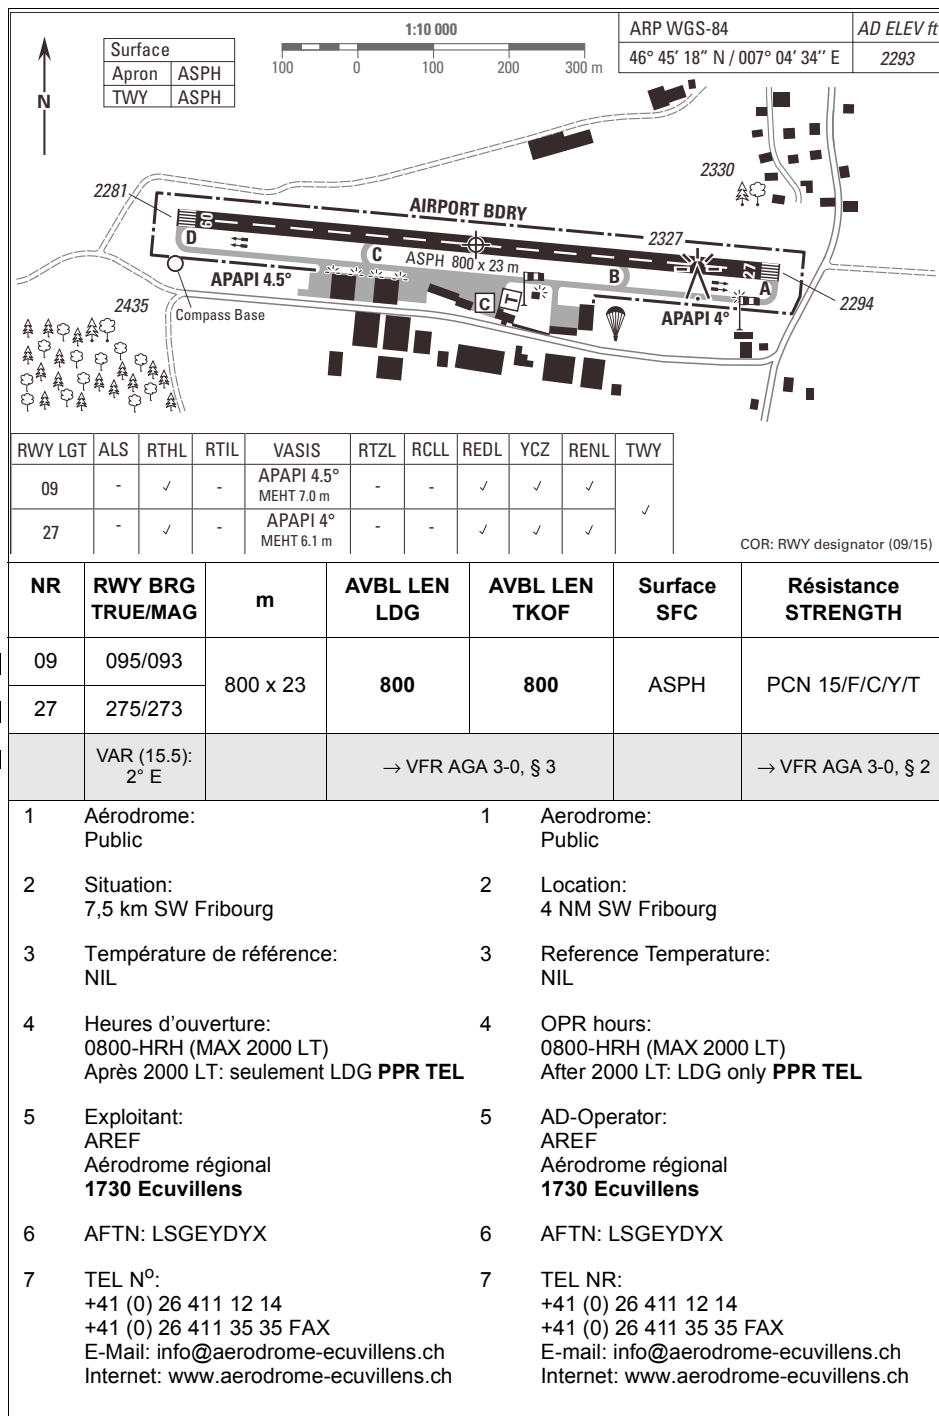 1:10 000
ARP WGS-84 AD ELEV ft
46° 45' 18" N / 007° 04' 34'' E 2293
Surface
Apron ASPH
TWY ASPH
100 0 100 200 300 m
N
2330
2281
AIRPORT BDRY
09
D
C
ASPH 800 x 23 m
2327
B
27
A
APAPI 4.5°
T
C
APAPI 4°
2294
2435
Compass Base
RWY LGT ALS RTHL RTIL VASIS RTZL RCLL REDL YCZ RENL TWY
09 - ✓ - APAPI 4.5° - - ✓ ✓ ✓ ✓
MEHT 7.0 m
27 - ✓ - APAPI 4° - - ✓ ✓ ✓
MEHT 6.1 m
COR: RWY designator (09/15)
NR RWY BRG TRUE/MAG m AVBL LEN LDG AVBL LEN TKOF Surface SFC Résistance STRENGTH
09 095/093 800 x 23 800 800 ASPH PCN 15/F/C/Y/T
27 275/273
VAR (15.5): 2° E → VFR AGA 3-0, § 3 → VFR AGA 3-0, § 2
1 Aérodrome:
Public
2 Situation:
7,5 km SW Fribourg
3 Température de référence:
NIL
4 Heures d'ouverture:
0800-HRH (MAX 2000 LT)
Après 2000 LT: seulement LDG PPR TEL
5 Exploitant:
AREF
Aérodrome régional
1730 Ecuvillens
6 AFTN: LSGEYDYX
7 TEL Nº:
+41 (0) 26 411 12 14
+41 (0) 26 411 35 35 FAX
E-Mail: info@aerodrome-ecuvillens.ch
Internet: www.aerodrome-ecuvillens.ch
1 Aerodrome:
Public
2 Location:
4 NM SW Fribourg
3 Reference Temperature:
NIL
4 OPR hours:
0800-HRH (MAX 2000 LT)
After 2000 LT: LDG only PPR TEL
5 AD-Operator:
AREF
Aérodrome régional
1730 Ecuvillens
6 AFTN: LSGEYDYX
7 TEL NR:
+41 (0) 26 411 12 14
+41 (0) 26 411 35 35 FAX
E-mail: info@aerodrome-ecuvillens.ch
Internet: www.aerodrome-ecuvillens.ch